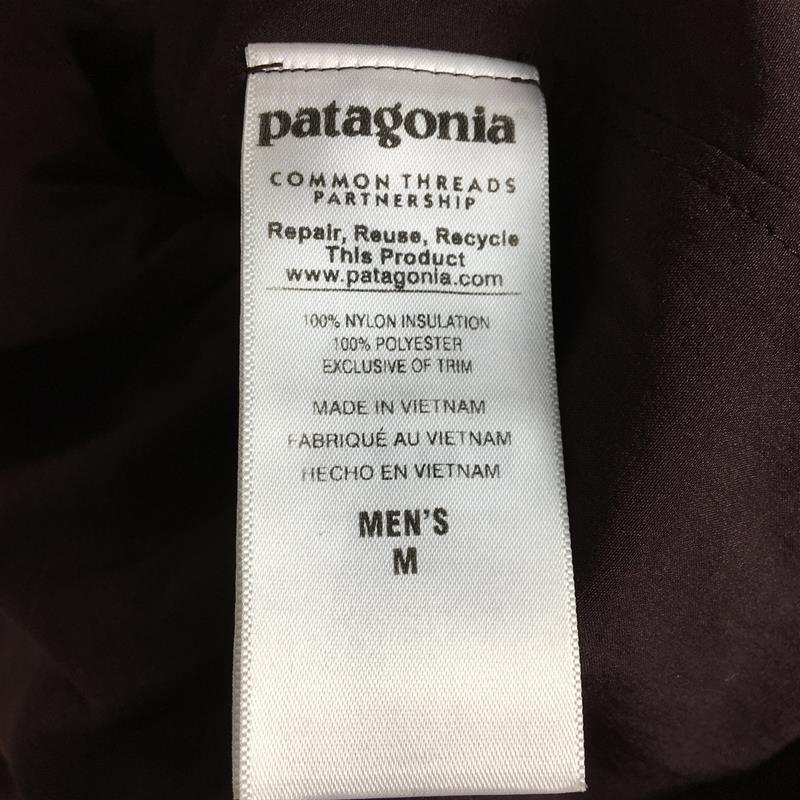 patagonia
COMMON THREADS
PARTNERSHIP
Repair, Reuse, Recycle
This Product
www.patagonia.com
100% NYLON INSULATION
100% POLYESTER
EXCLUSIVE OF TRIM
MADE IN VIETNAM
FABRIQUÉ AU VIETNAM
HECHO EN VIETNAM
MEN'S
M